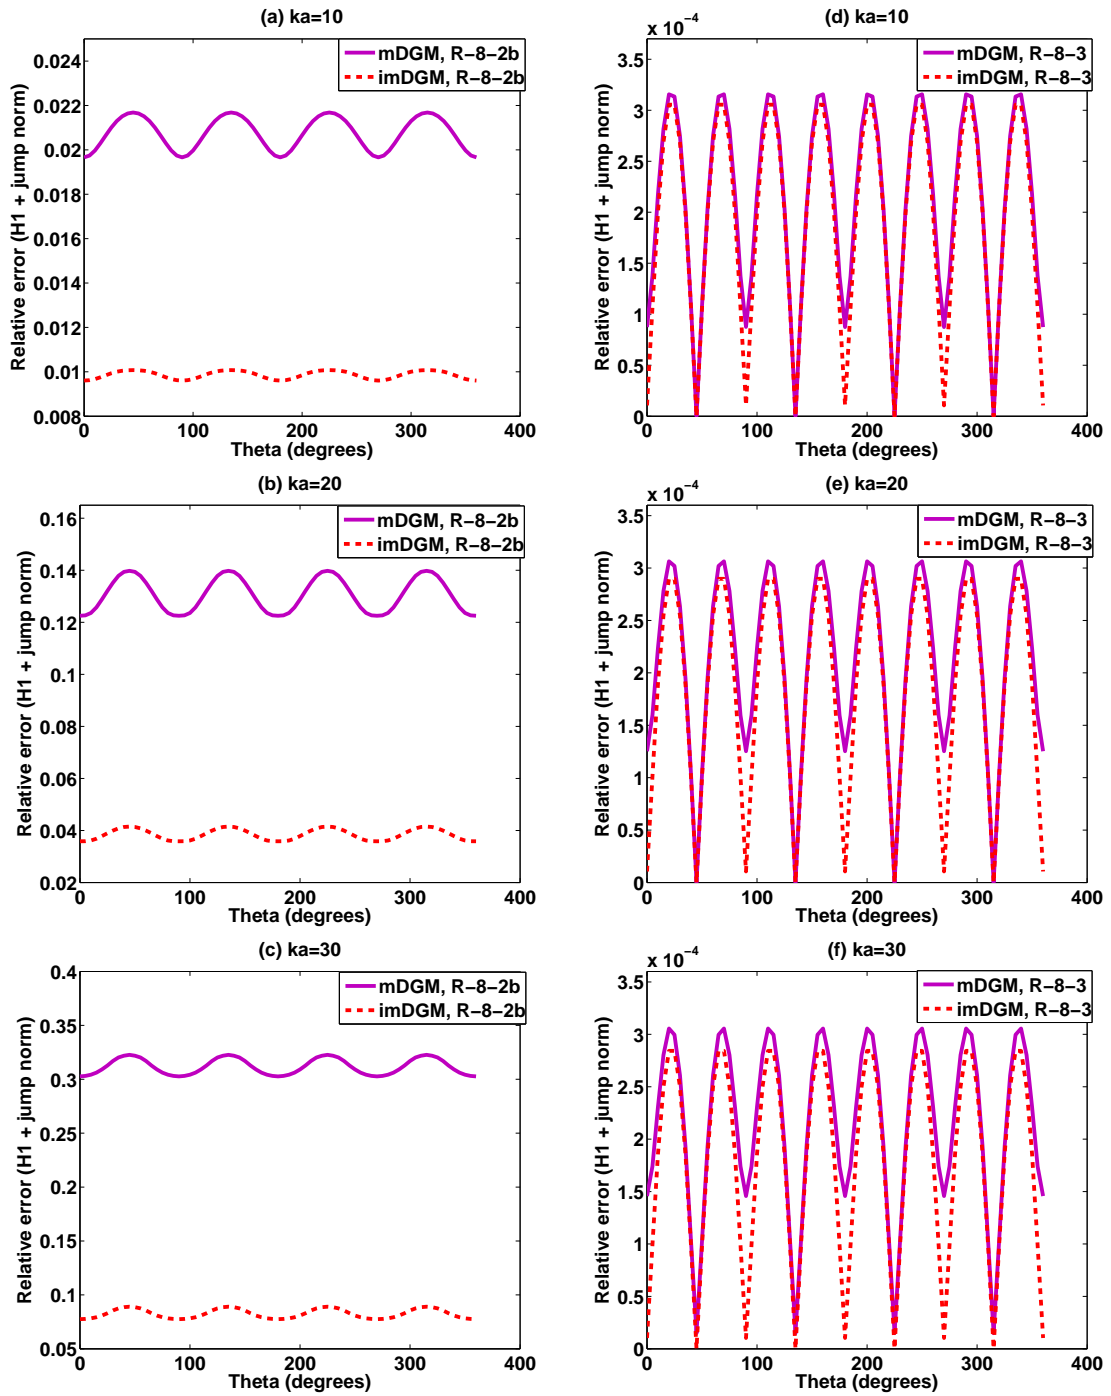 (a) ka=10
Relative error (H1 + jump norm)
0.024
0.022
0.02
0.018
0.016
0.014
0.012
0.01
0.008
mDGM, R-8-2b
imDGM, R-8-2b
0 100 200 300 400
Theta (degrees)
(d) ka=10
x 10⁻⁴
Relative error (H1 + jump norm)
3.5
3
2.5
2
1.5
1
0.5
0
mDGM, R-8-3
imDGM, R-8-3
0 100 200 300 400
Theta (degrees)
(b) ka=20
Relative error (H1 + jump norm)
0.16
0.14
0.12
0.1
0.08
0.06
0.04
0.02
mDGM, R-8-2b
imDGM, R-8-2b
0 100 200 300 400
Theta (degrees)
(e) ka=20
x 10⁻⁴
Relative error (H1 + jump norm)
3.5
3
2.5
2
1.5
1
0.5
0
mDGM, R-8-3
imDGM, R-8-3
0 100 200 300 400
Theta (degrees)
(c) ka=30
Relative error (H1 + jump norm)
0.4
0.35
0.3
0.25
0.2
0.15
0.1
0.05
mDGM, R-8-2b
imDGM, R-8-2b
0 100 200 300 400
Theta (degrees)
(f) ka=30
x 10⁻⁴
Relative error (H1 + jump norm)
3.5
3
2.5
2
1.5
1
0.5
0
mDGM, R-8-3
imDGM, R-8-3
0 100 200 300 400
Theta (degrees)